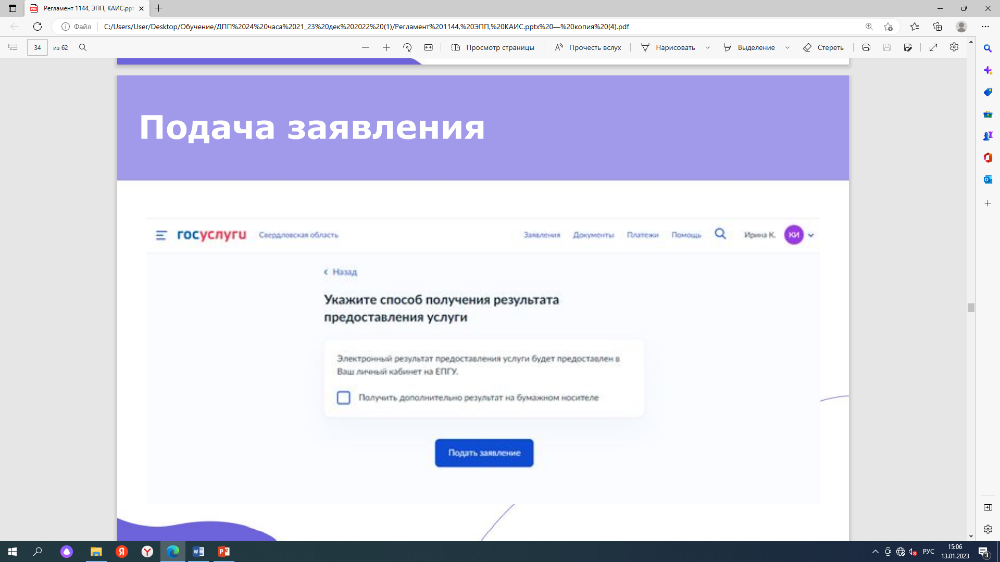 Регламент 1144, ЭПП, КАИС.ppt
Файл
C:/Users/User/Desktop/Обучение/ДПП%2024%20часа%2021_23%20дек%202022%20(1)/Регламент%201144,%20ЭПП,%20КАИС.pptx%20—%20копия%20(4).pdf
34 из 62
Просмотр страницы
Прочесть вслух
Нарисовать
Выделение
Стереть
Подача заявления
госуслуги Свердловская область Заявления Документы Платежи Помощь Ирина К. КИ
Назад
Укажите способ получения результата
предоставления услуги
Электронный результат предоставления услуги будет предоставлен в
Ваш личный кабинет на ЕПГУ.
Получить дополнительно результат на бумажном носителе
Подать заявление
РУС
15:06
13.01.2023
3